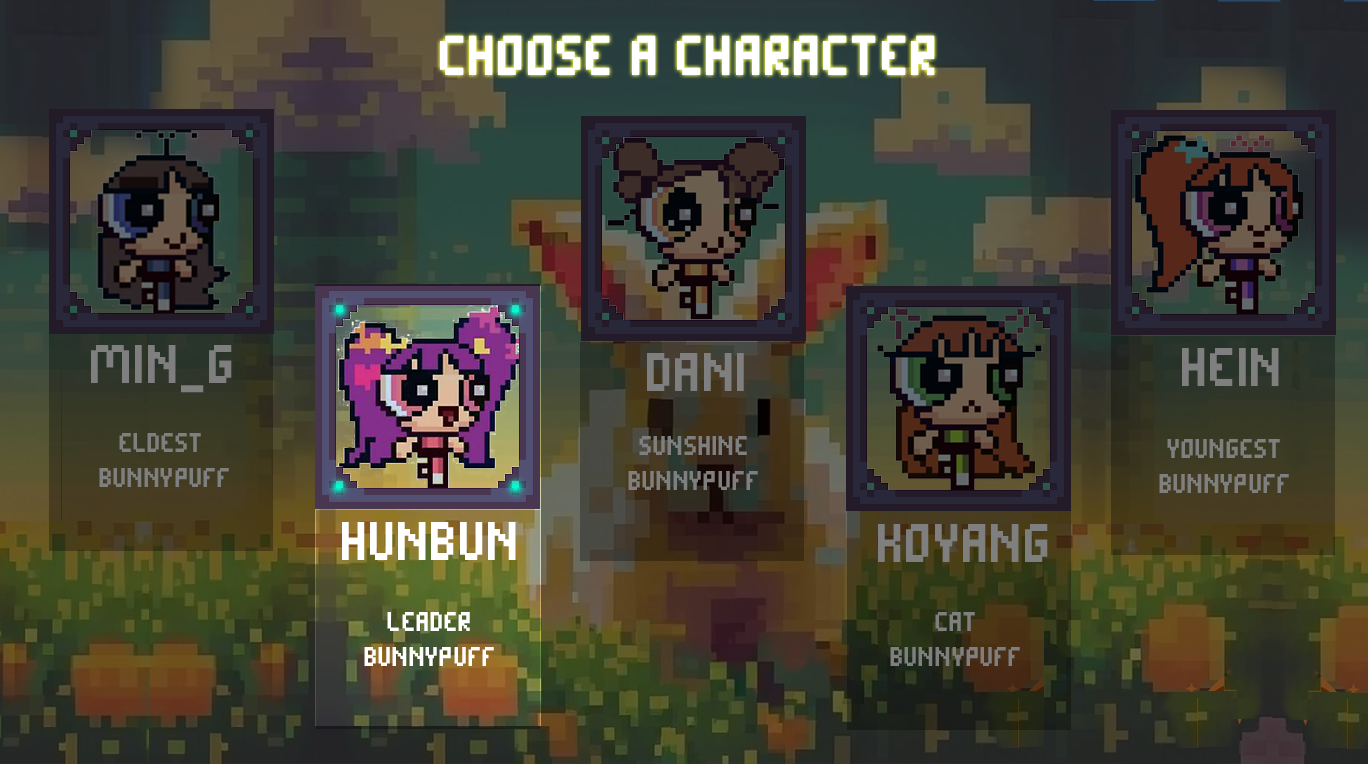 CHOOSE A CHARACTER
MIN_G
ELDEST
BUNNYPUFF
HUNBUN
LEADER
BUNNYPUFF
DANI
SUNSHINE
BUNNYPUFF
KOYANG
CAT
BUNNYPUFF
HEIN
YOUNGEST
BUNNYPUFF